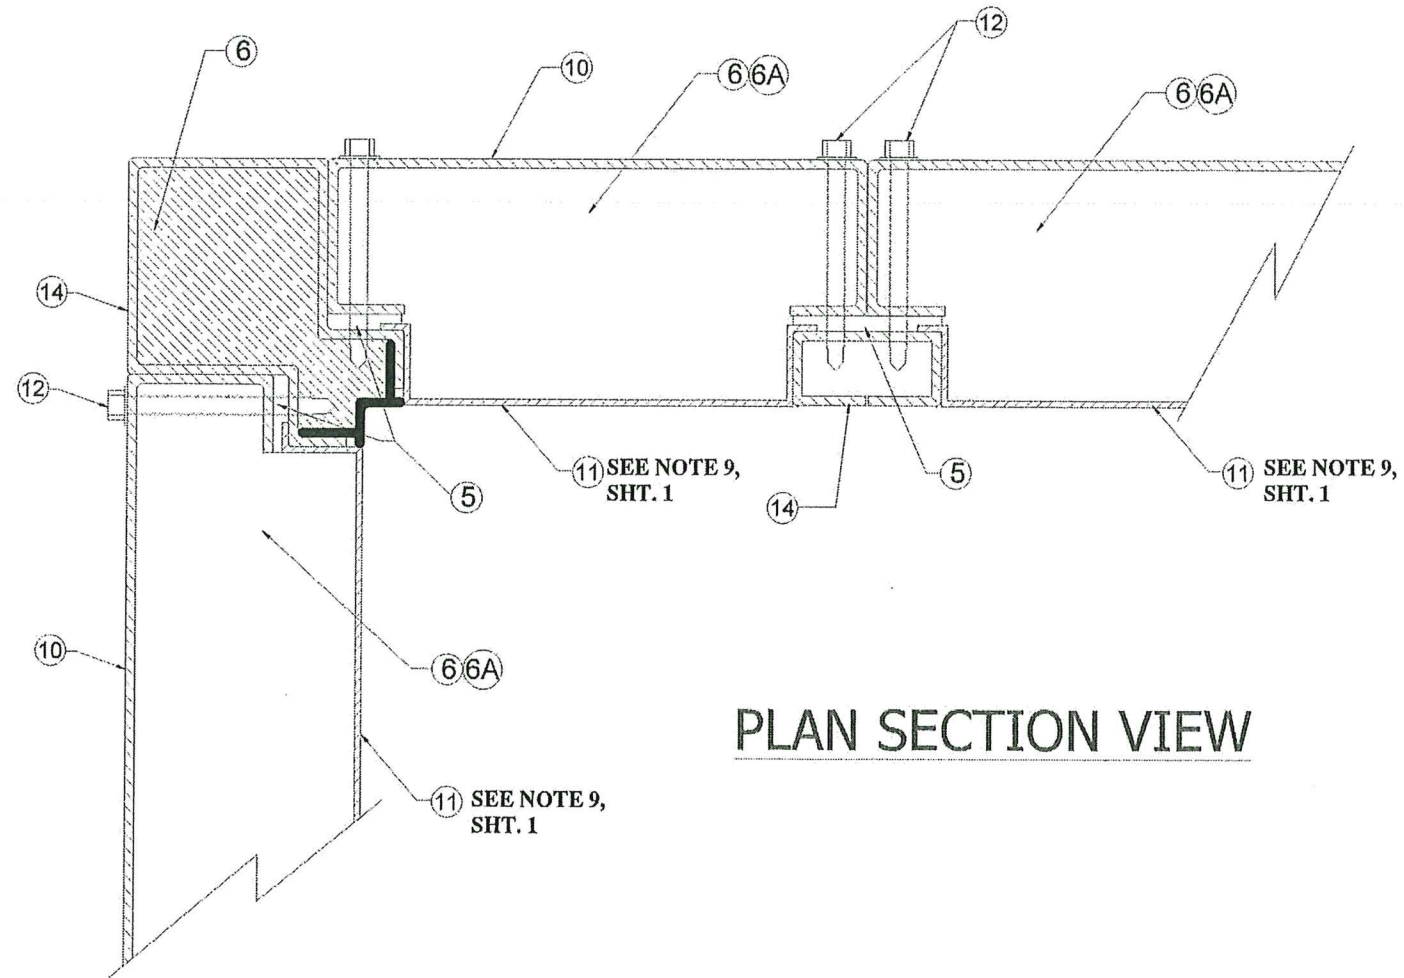 12
6
10
6 6A
6 6A
14
12
11 SEE NOTE 9,
SHT. 1
5
11 SEE NOTE 9,
SHT. 1
5
14
10
6 6A
PLAN SECTION VIEW
11 SEE NOTE 9,
SHT. 1